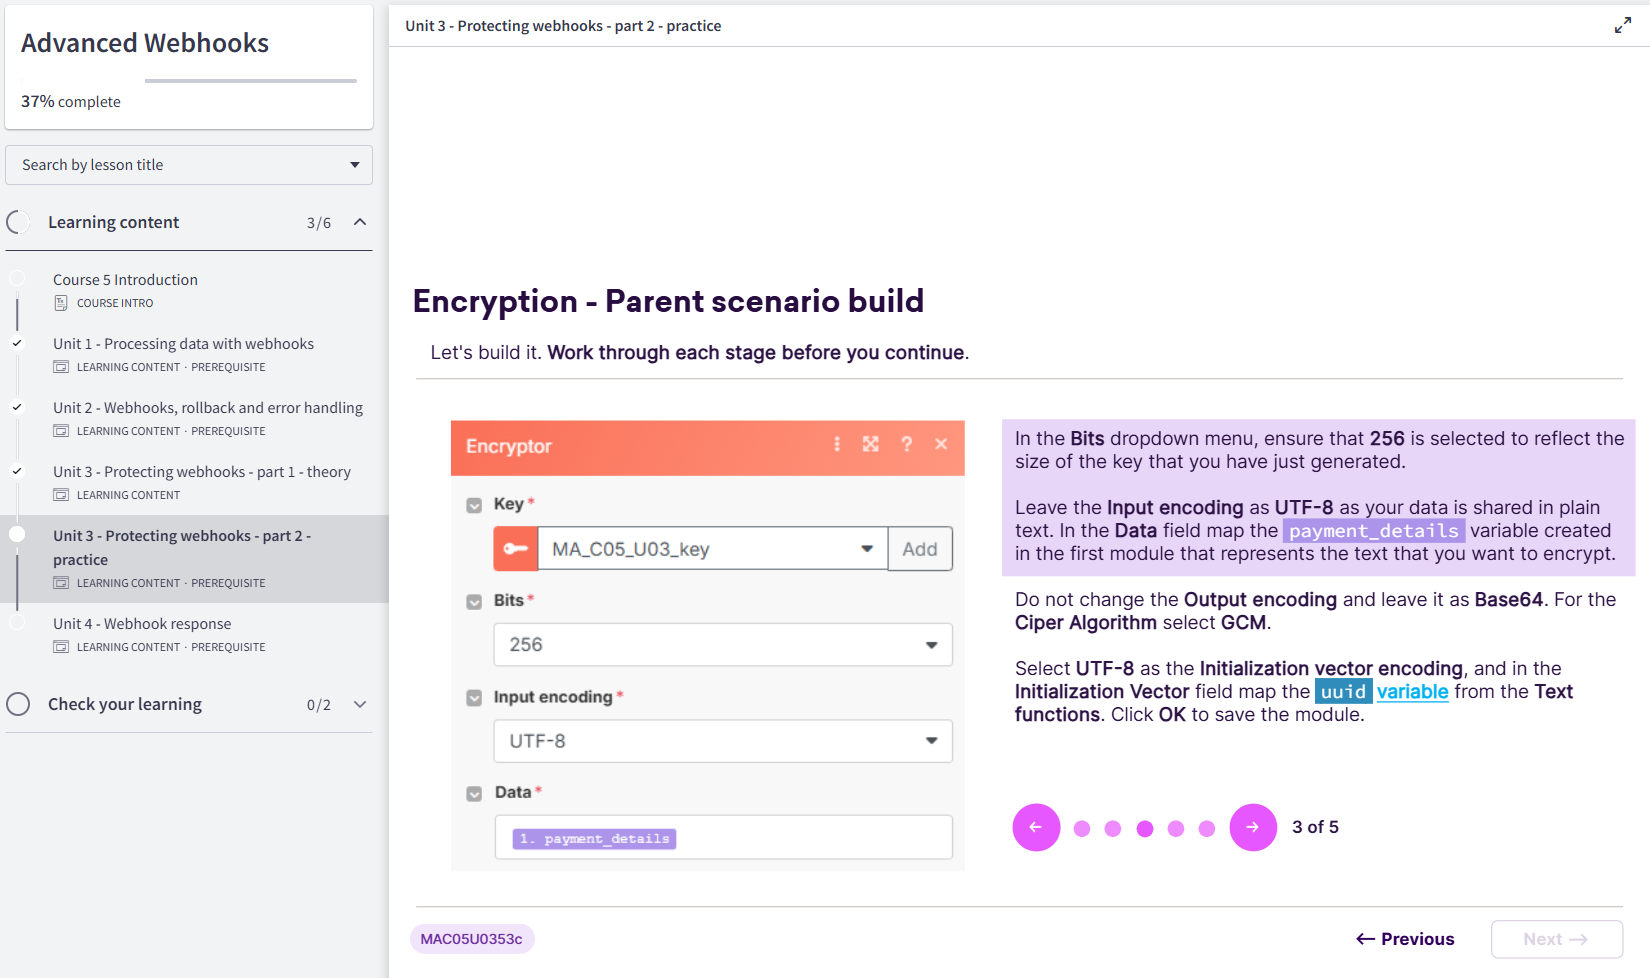 Advanced Webhooks
37% complete
Search by lesson title
Learning content 3/6
Course 5 Introduction
COURSE INTRO
Unit 1 - Processing data with webhooks
LEARNING CONTENT · PREREQUISITE
Unit 2 - Webhooks, rollback and error handling
LEARNING CONTENT · PREREQUISITE
Unit 3 - Protecting webhooks - part 1 - theory
LEARNING CONTENT
Unit 3 - Protecting webhooks - part 2 -
practice
LEARNING CONTENT · PREREQUISITE
Unit 4 - Webhook response
LEARNING CONTENT · PREREQUISITE
Check your learning 0/2
Unit 3 - Protecting webhooks - part 2 - practice
Encryption - Parent scenario build
Let's build it. Work through each stage before you continue.
Encryptor ?
Key *
MA_C05_U03_key Add
Bits *
256
Input encoding *
UTF-8
Data *
1. payment_details
In the Bits dropdown menu, ensure that 256 is selected to reflect the
size of the key that you have just generated.
Leave the Input encoding as UTF-8 as your data is shared in plain
text. In the Data field map the payment_details variable created
in the first module that represents the text that you want to encrypt.
Do not change the Output encoding and leave it as Base64. For the
Ciper Algorithm select GCM.
Select UTF-8 as the Initialization vector encoding, and in the
Initialization Vector field map the uuid variable from the Text
functions. Click OK to save the module.
← → 3 of 5
MAC05U0353c
← Previous Next →